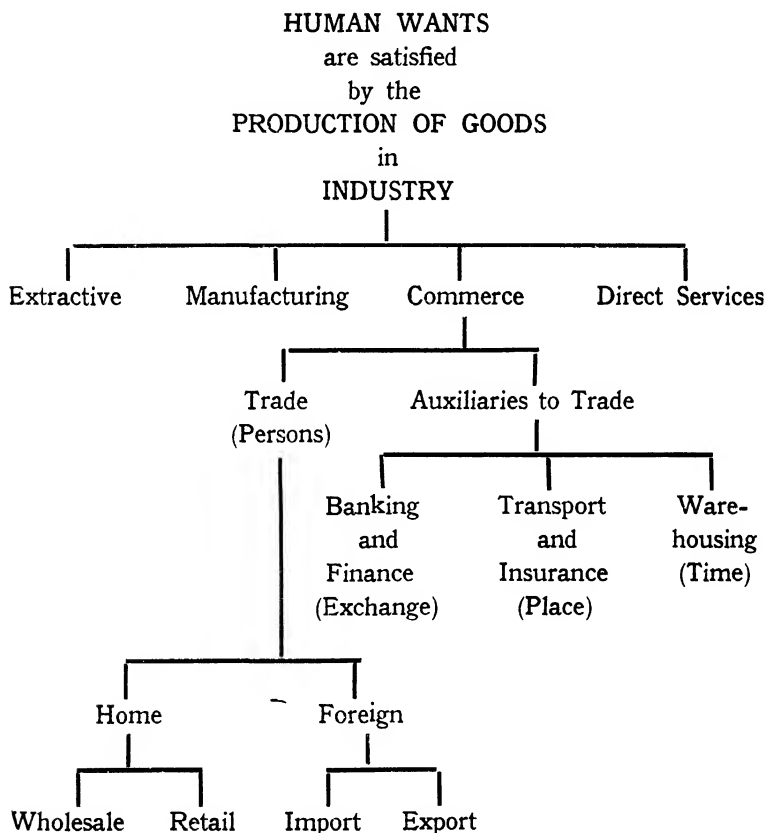 HUMAN WANTS
are satisfied
by the
PRODUCTION OF GOODS
in
INDUSTRY
Extractive Manufacturing Commerce Direct Services
Trade Auxiliaries to Trade
(Persons)
Banking Transport Ware-
and and housing
Finance Insurance (Time)
(Exchange) (Place)
Home Foreign
Wholesale Retail Import Export